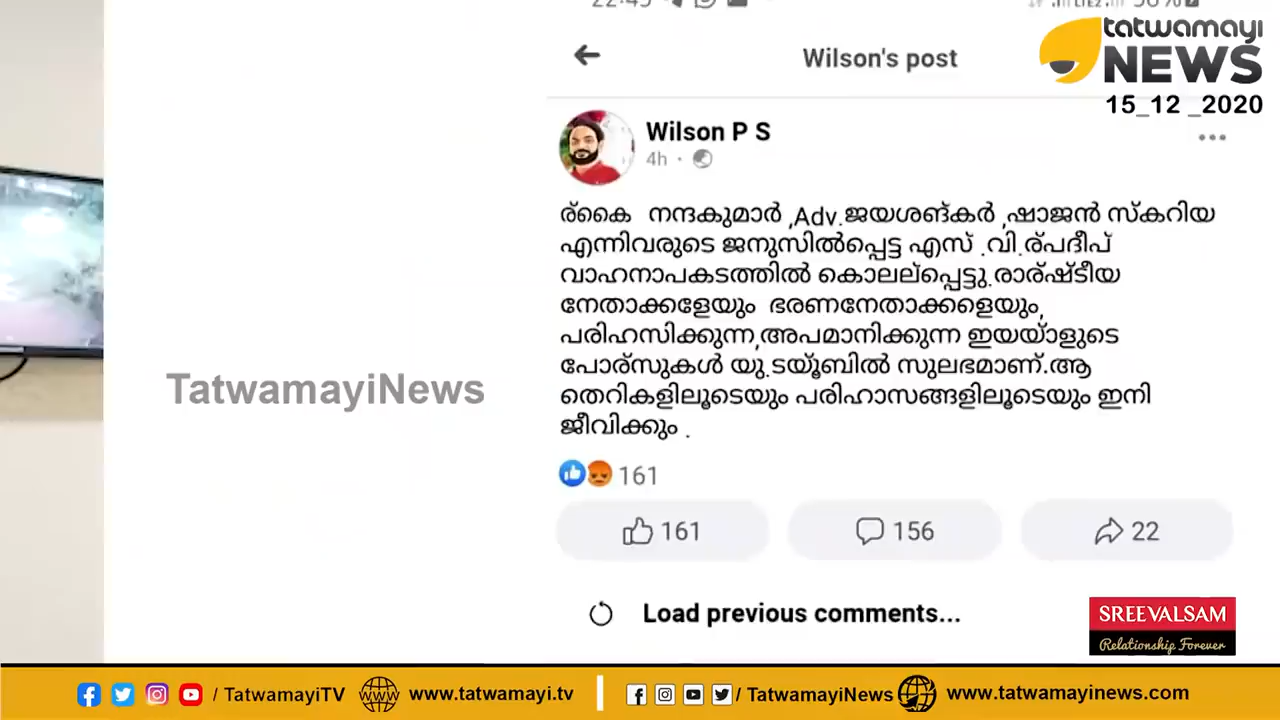 tatwamayi
NEWS
15_12 _2020
Wilson's post
Wilson P S
4h
ര്കൈ നന്ദകുമാർ ,Adv.ജയശങ്കർ ,ഷാജൻ സ്കറിയ
എന്നിവരുടെ ജനുസിൽപ്പെട്ട എസ് .വി.ര്പദീപ്
വാഹനാപകടത്തിൽ കൊലല്പ്പെട്ടു.രാര്ഷ്ടീയ
നേതാക്കളേയും ഭരണനേതാക്കളെയും,
പരിഹസിക്കുന്ന,അപമാനിക്കുന്ന ഇയയ്ാളുടെ
പോര്സുകൾ യു.ടയ്യൂബിൽ സുലഭമാണ്.ആ
തെറികളിലൂടെയും പരിഹാസങ്ങളിലൂടെയും ഇനി
ജീവിക്കും .
161
161
156
22
Load previous comments...
TatwamayiNews
SREEVALSAM
Relationship Forever
/ TatwamayiTV
www.tatwamayi.tv
/ TatwamayiNews
www.tatwamayinews.com